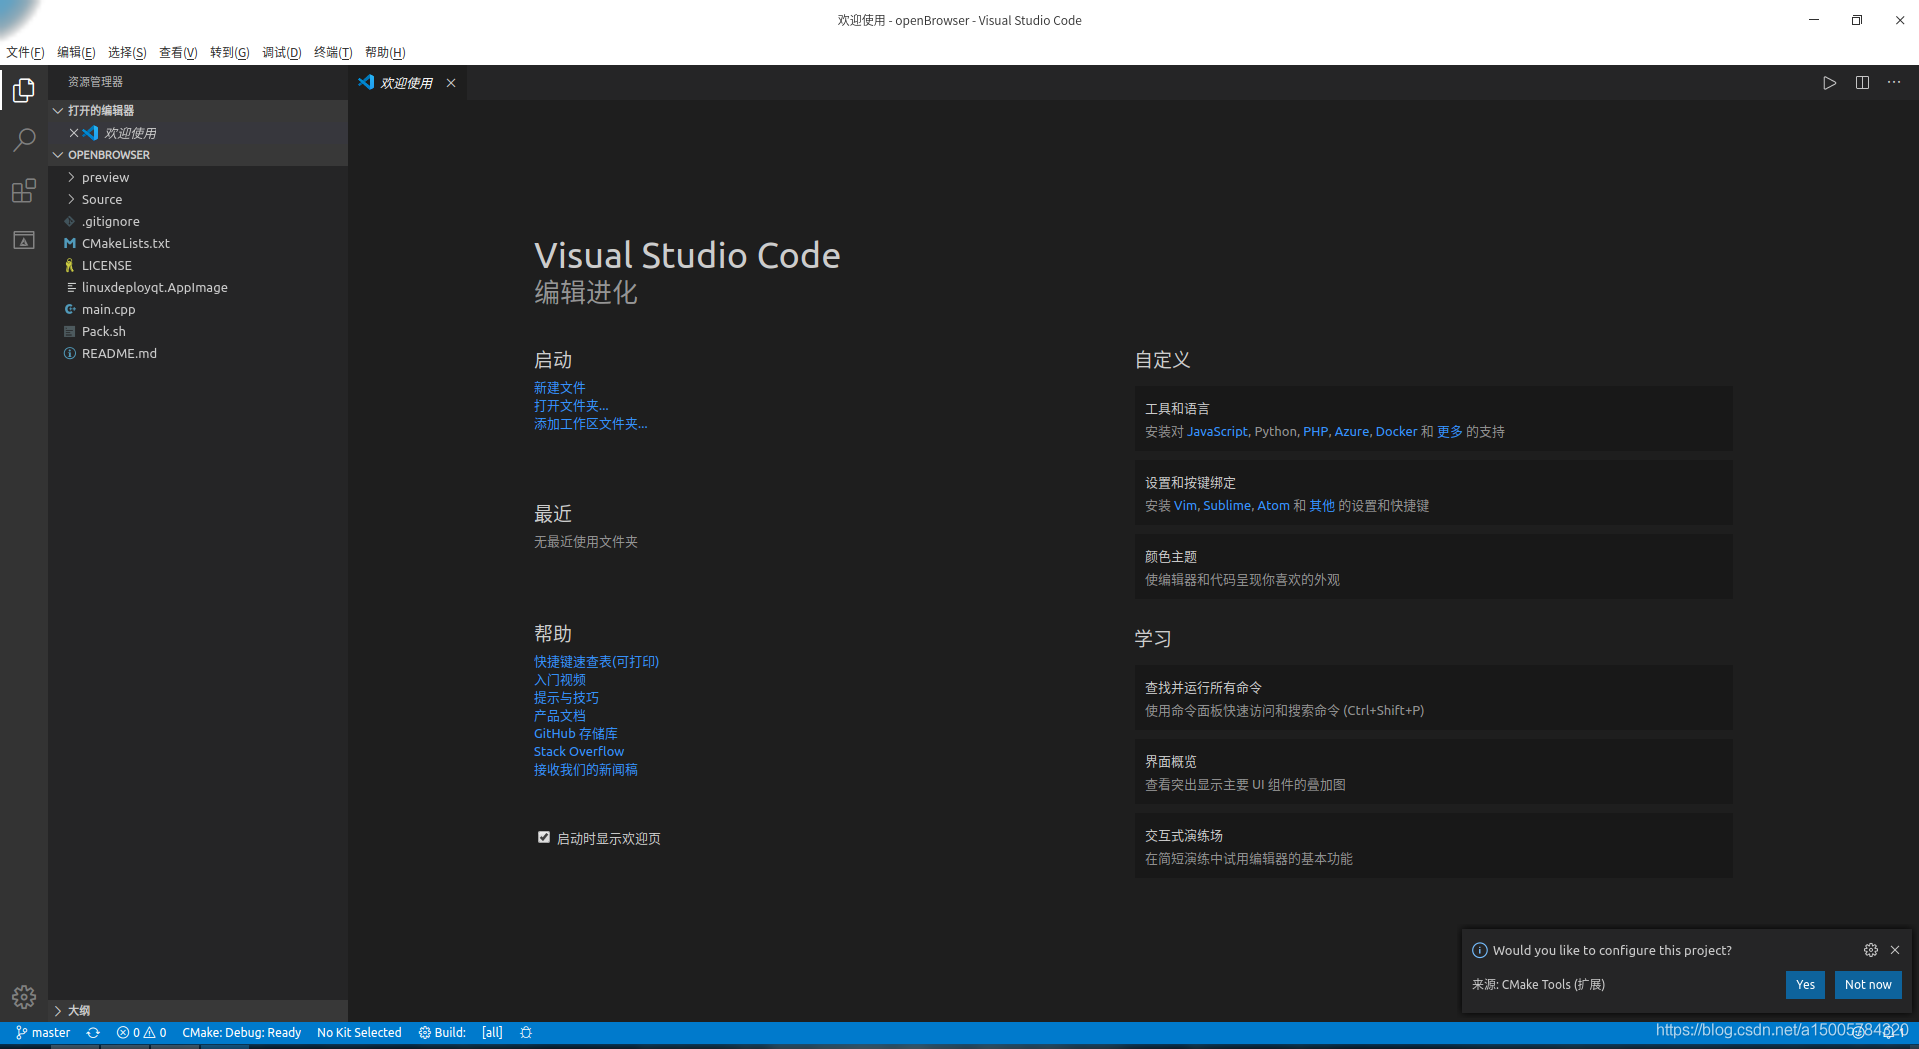 欢迎使用 - openBrowser - Visual Studio Code
文件(F) 编辑(E) 选择(S) 查看(V) 转到(G) 调试(D) 终端(T) 帮助(H)
资源管理器
打开的编辑器
欢迎使用
OPENBROWSER
preview
Source
.gitignore
CMakeLists.txt
LICENSE
linuxdeployqt.AppImage
main.cpp
Pack.sh
README.md
大纲
欢迎使用
Visual Studio Code
编辑进化
启动
新建文件
打开文件夹...
添加工作区文件夹...
最近
无最近使用文件夹
帮助
快捷键速查表(可打印)
入门视频
提示与技巧
产品文档
GitHub 存储库
Stack Overflow
接收我们的新闻稿
启动时显示欢迎页
自定义
工具和语言
安装对 JavaScript, Python, PHP, Azure, Docker 和 更多 的支持
设置和按键绑定
安装 Vim, Sublime, Atom 和 其他 的设置和快捷键
颜色主题
使编辑器和代码呈现你喜欢的外观
学习
查找并运行所有命令
使用命令面板快速访问和搜索命令 (Ctrl+Shift+P)
界面概览
查看突出显示主要 UI 组件的叠加图
交互式演练场
在简短演练中试用编辑器的基本功能
Would you like to configure this project?
来源: CMake Tools (扩展)
Yes Not now
master 0 0 CMake: Debug: Ready No Kit Selected Build: [all]
https://blog.csdn.net/a15005784320